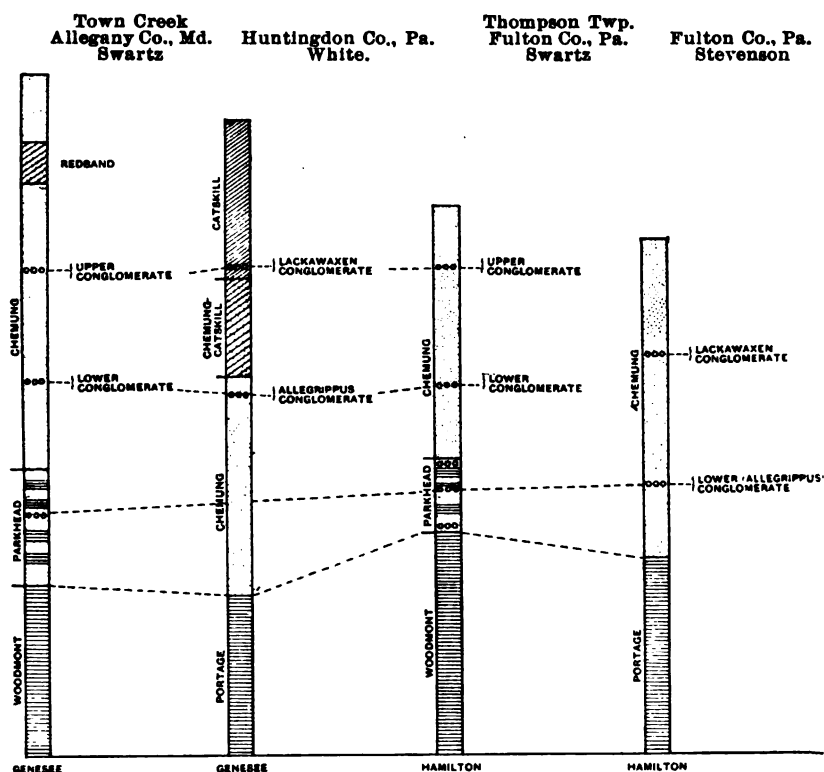 Town Creek
Allegany Co., Md.
Swartz
Huntingdon Co., Pa.
White.
Thompson Twp.
Fulton Co., Pa.
Swartz
Fulton Co., Pa.
Stevenson
REDBAND
UPPER
CONGLOMERATE
LACKAWAXEN
CONGLOMERATE
UPPER
CONGLOMERATE
LACKAWAXEN
CONGLOMERATE
LOWER
CONGLOMERATE
ALLEGRIPPUS
CONGLOMERATE
LOWER
CONGLOMERATE
LOWER 'ALLEGRIPPUS'
CONGLOMERATE
CHEMUNG
PARKHEAD
WOODMONT
CATSKILL
CHEMUNG-
CATSKILL
CHEMUNG
PORTAGE
CHEMUNG
PARKHEAD
WOODMONT
CHEMUNG
PORTAGE
GENESEE
GENESEE
HAMILTON
HAMILTON